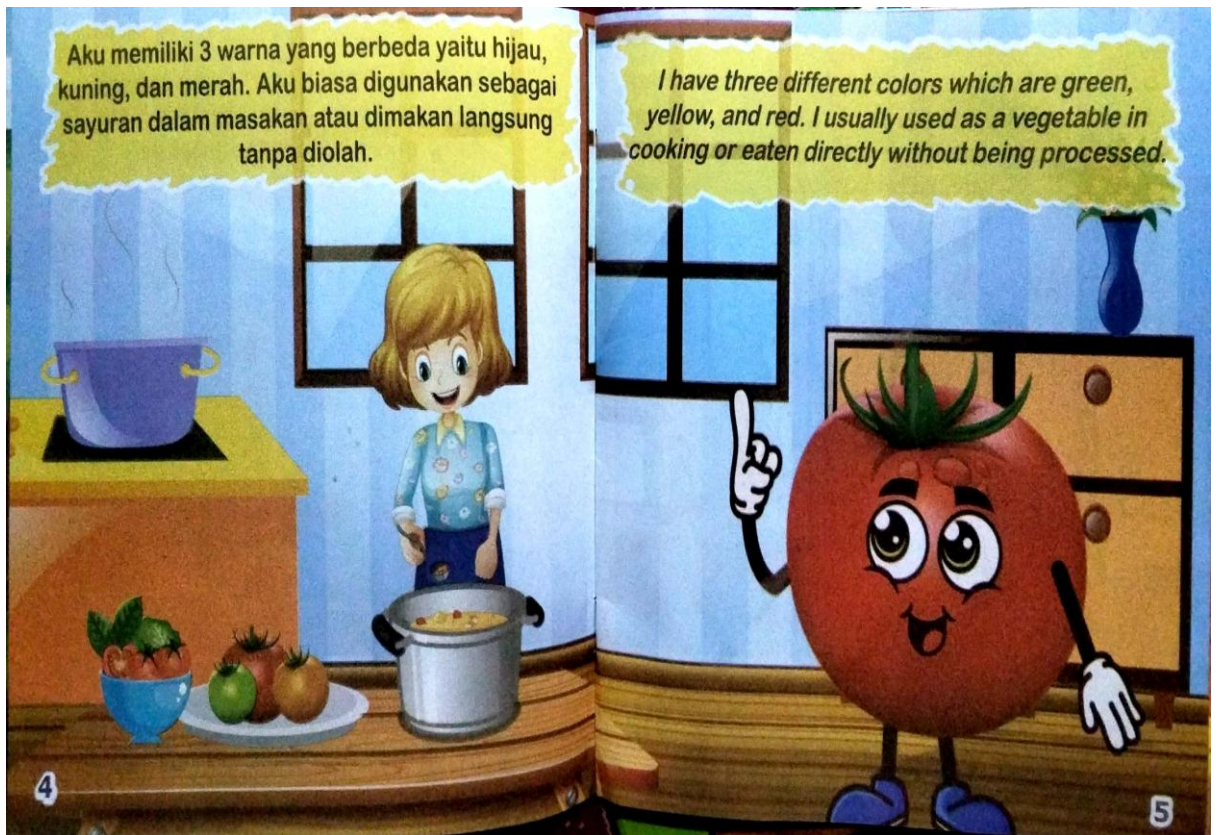 Aku memiliki 3 warna yang berbeda yaitu hijau,
kuning, dan merah. Aku biasa digunakan sebagai
sayuran dalam masakan atau dimakan langsung
tanpa diolah.
4
I have three different colors which are green,
yellow, and red. I usually used as a vegetable in
cooking or eaten directly without being processed.
5